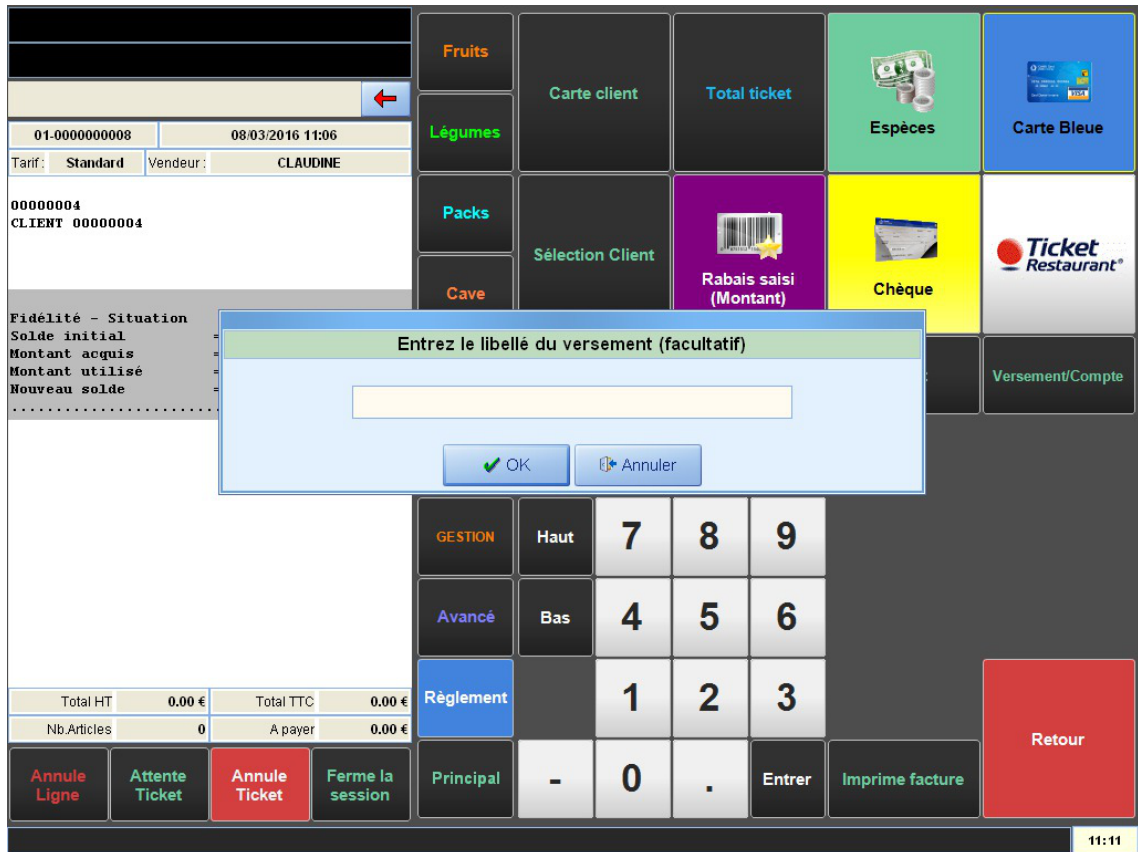 01-0000000008 08/03/2016 11:06
Tarif : Standard Vendeur : CLAUDINE
00000004
CLIENT 00000004
Fidélité - Situation
Solde initial =
Montant acquis =
Montant utilisé =
Nouveau solde =
Fruits
Légumes
Packs
Cave
Carte client
Total ticket
Espèces
Carte Bleue
VISA
Sélection Client
Rabais saisi
(Montant)
Chèque
Ticket
Restaurant®
Versement/Compte
Entrez le libellé du versement (facultatif)
OK
Annuler
GESTION Haut 7 8 9
Avancé Bas 4 5 6
Règlement 1 2 3
Principal - 0 . Entrer Imprime facture
Retour
Total HT 0.00 € Total TTC 0.00 €
Nb.Articles 0 A payer 0.00 €
Annule
Ligne
Attente
Ticket
Annule
Ticket
Ferme la
session
11:11